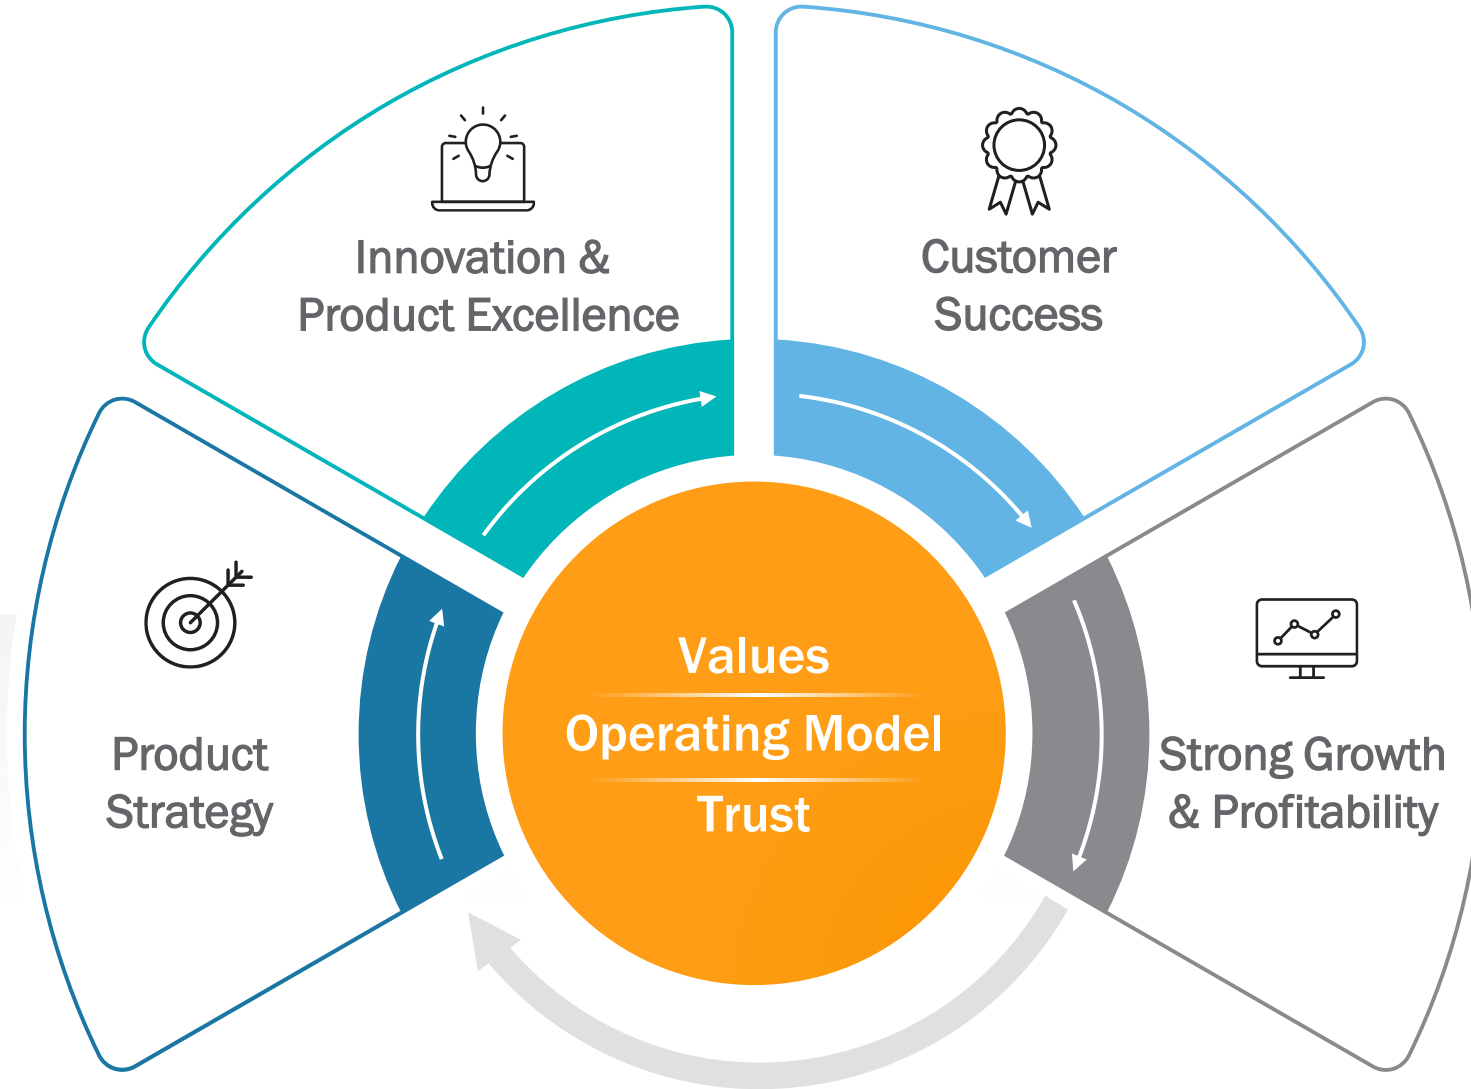 Innovation &
Product Excellence
Customer
Success
Product
Strategy
Values
Operating Model
Trust
Strong Growth
& Profitability